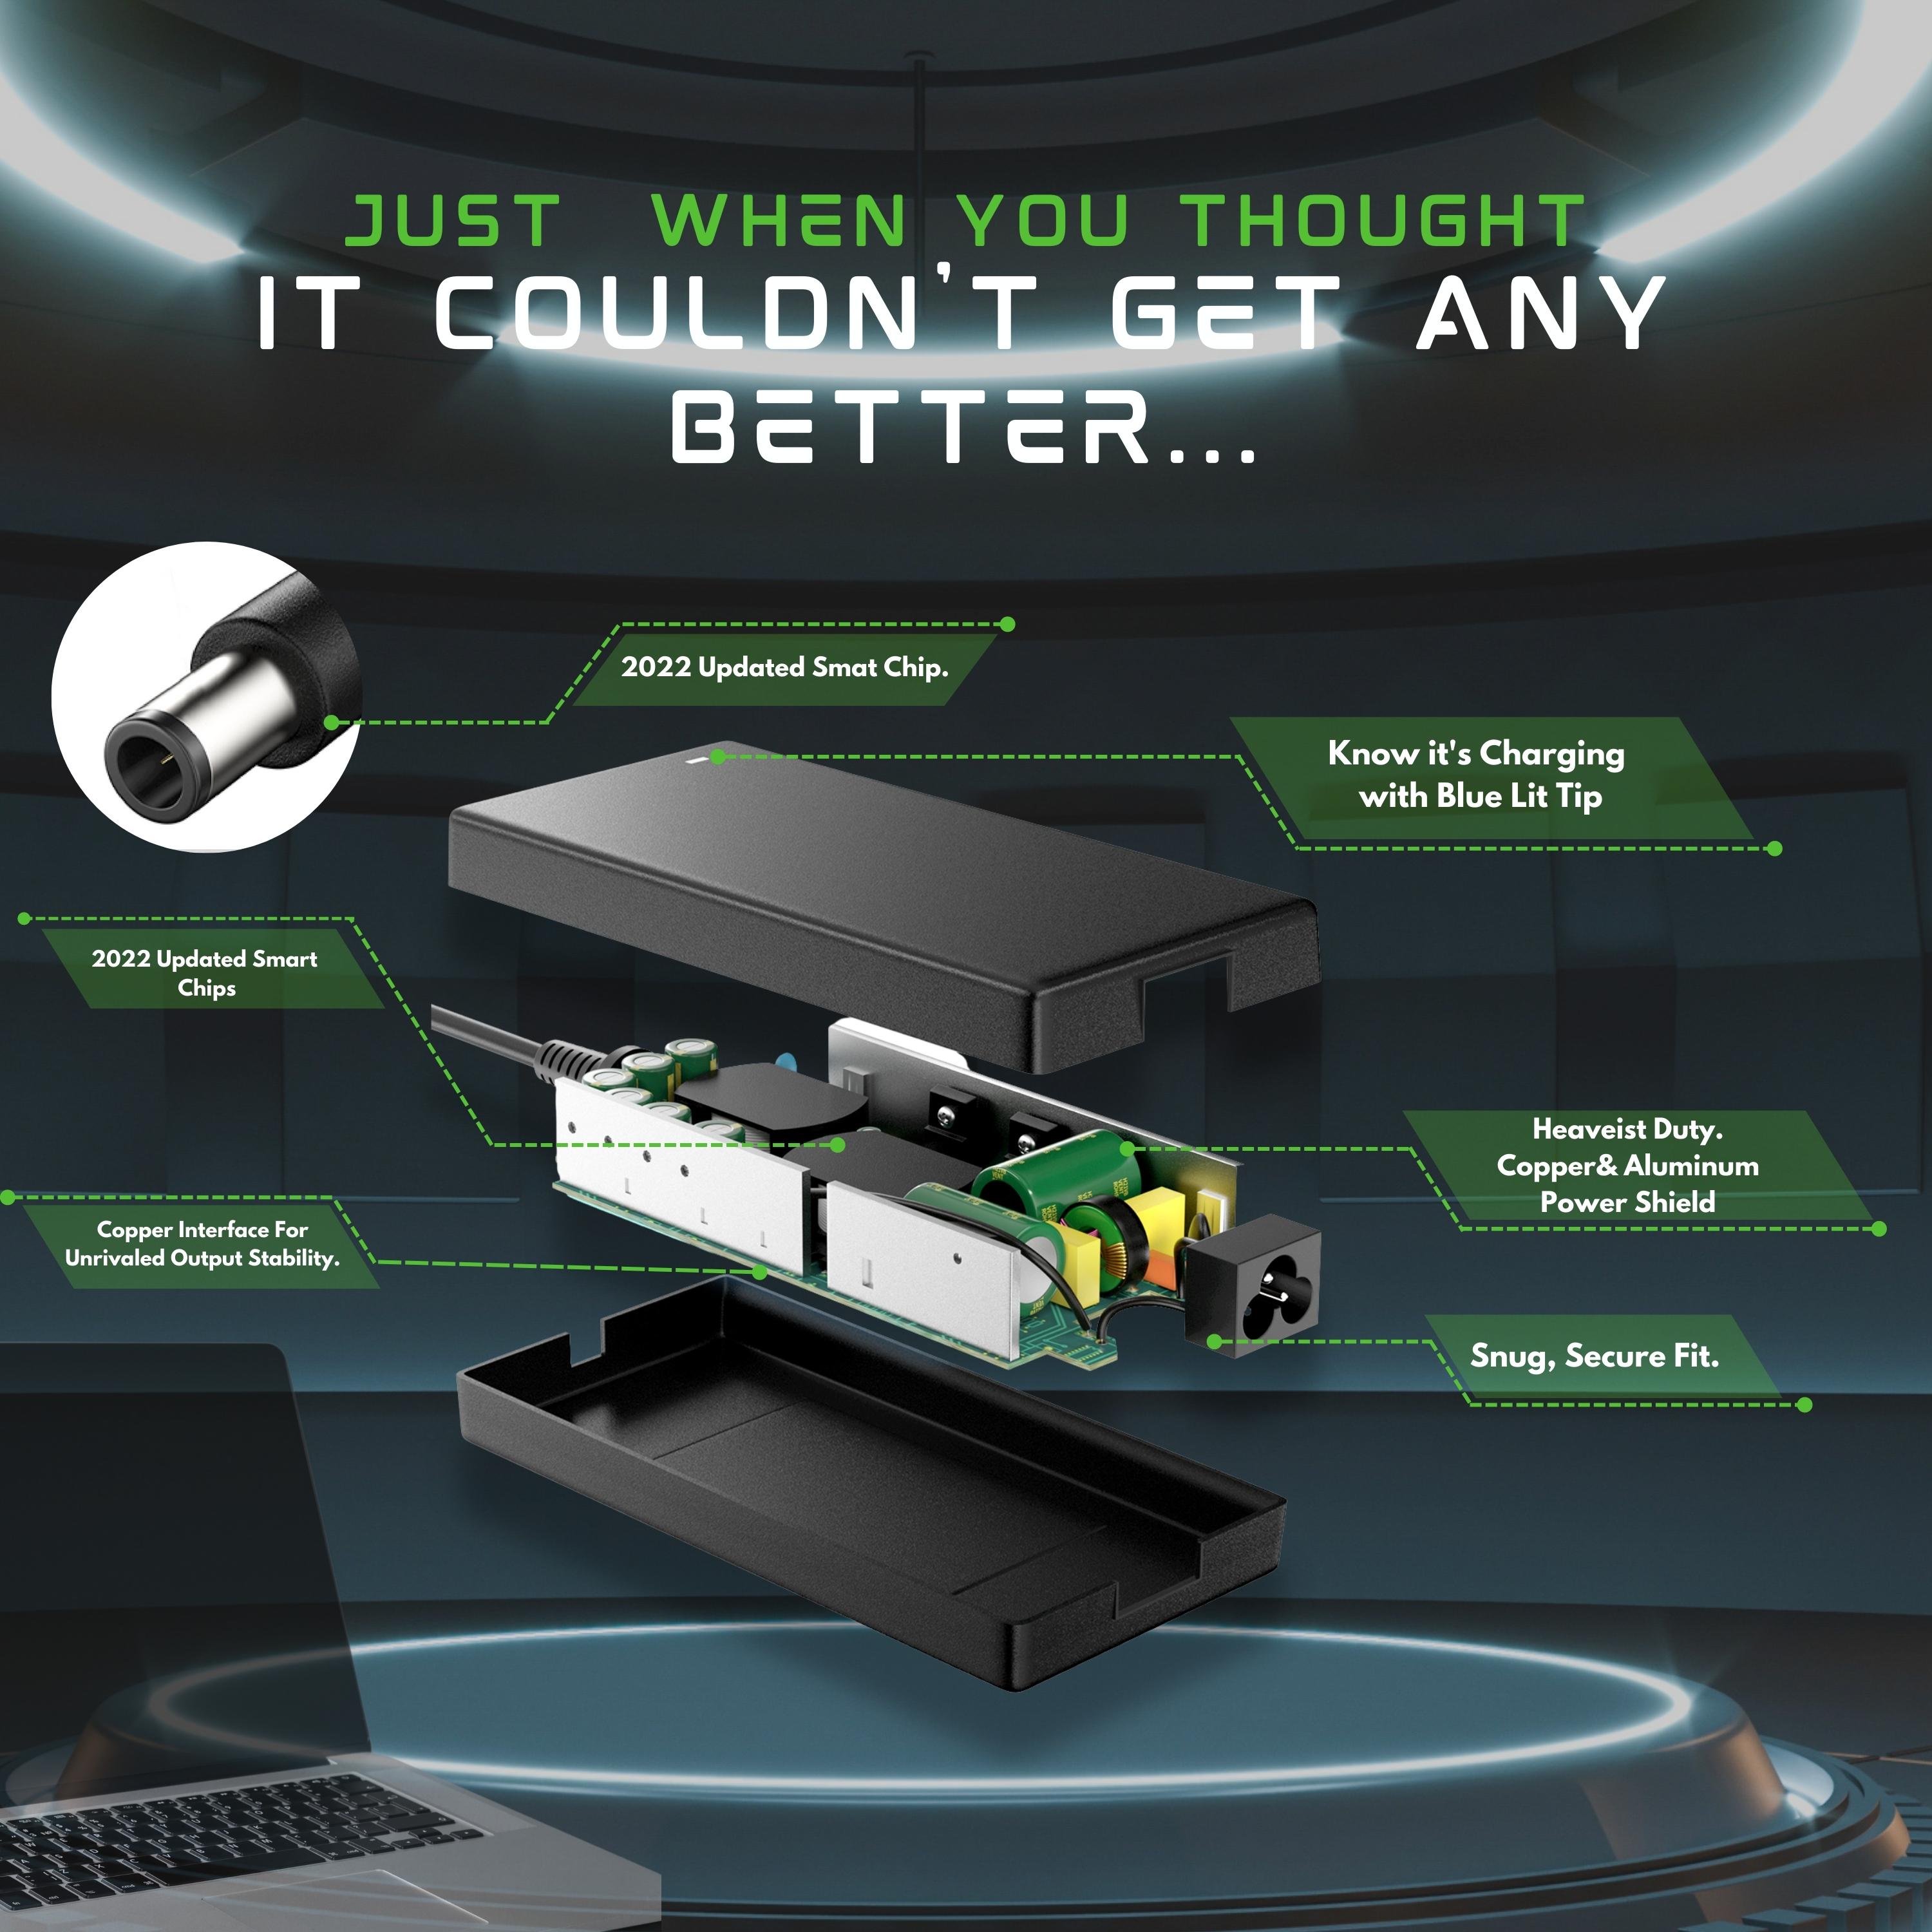 JUST WHEN YOU THOUGHT
IT COULDN'T GET ANY
BETTER...
2022 Updated Smat Chip.
Know it's Charging
with Blue Lit Tip
2022 Updated Smart
Chips
Heaveist Duty.
Copper& Aluminum
Power Shield
Copper Interface For
Unrivaled Output Stability.
Snug, Secure Fit.